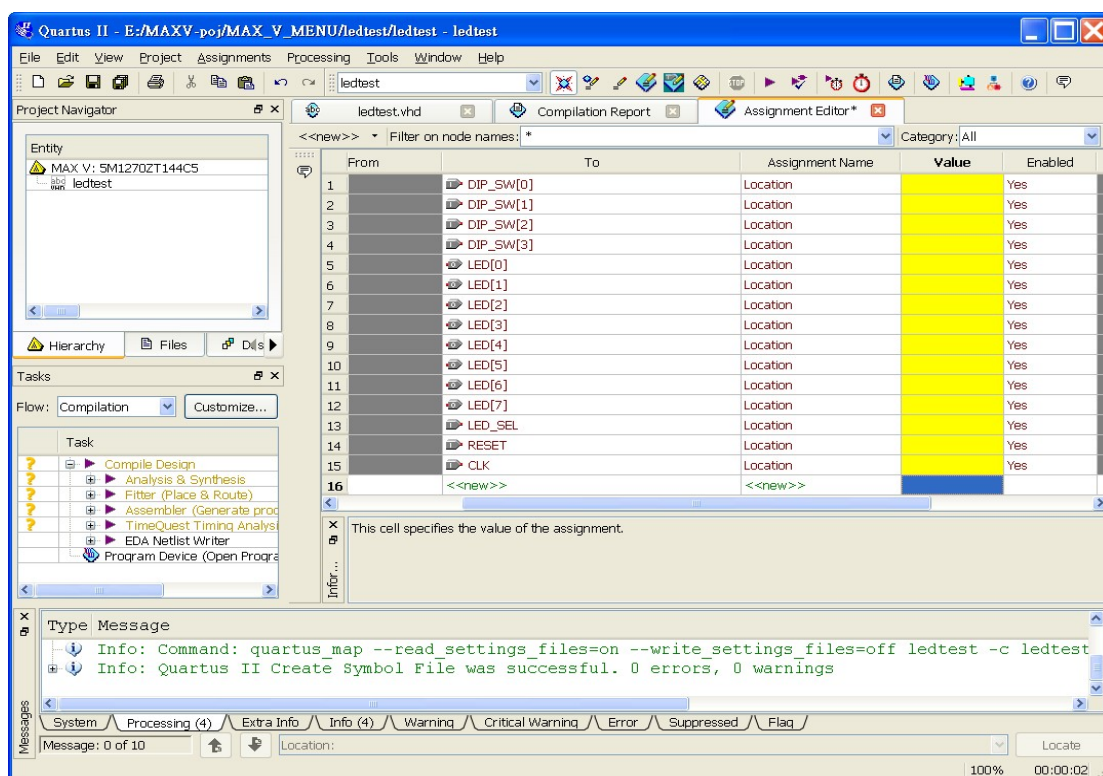 Quartus II - E:/MAXV-poj/MAX_V_MENU/ledtest/ledtest - ledtest
File Edit View Project Assignments Processing Tools Window Help
ledtest
Project Navigator
ledtest.vhd Compilation Report Assignment Editor*
<<new>> Filter on node names: * Category: All
Entity
MAX V: 5M1270ZT144C5
ledtest
From To Assignment Name Value Enabled
1 DIP_SW[0] Location Yes
2 DIP_SW[1] Location Yes
3 DIP_SW[2] Location Yes
4 DIP_SW[3] Location Yes
5 LED[0] Location Yes
6 LED[1] Location Yes
7 LED[2] Location Yes
8 LED[3] Location Yes
9 LED[4] Location Yes
10 LED[5] Location Yes
11 LED[6] Location Yes
12 LED[7] Location Yes
13 LED_SEL Location Yes
14 RESET Location Yes
15 CLK Location Yes
16 <<new>> <<new>>
Hierarchy Files
Tasks
Flow: Compilation Customize...
Task
Compile Design
Analysis & Synthesis
Fitter (Place & Route)
Assembler (Generate prog
TimeQuest Timing Analysi
EDA Netlist Writer
Program Device (Open Progra
This cell specifies the value of the assignment.
Infor...
Type Message
Info: Command: quartus_map --read_settings_files=on --write_settings_files=off ledtest -c ledtest
Info: Quartus II Create Symbol File was successful. 0 errors, 0 warnings
System Processing (4) Extra Info Info (4) Warning Critical Warning Error Suppressed Flag
Messages
Message: 0 of 10 Location: Locate
100% 00:00:02